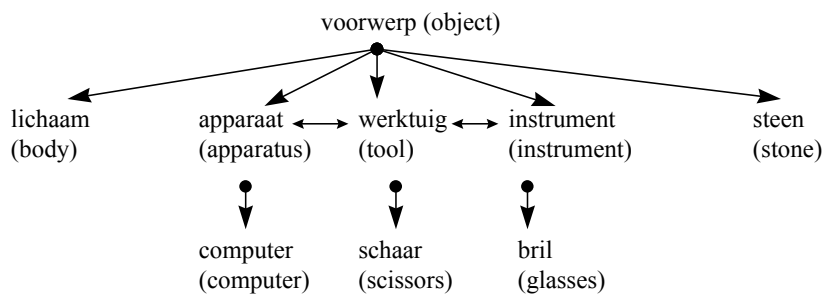 voorwerp (object)
lichaam apparaat werktuig instrument steen
(body) (apparatus) (tool) (instrument) (stone)
computer schaar bril
(computer) (scissors) (glasses)